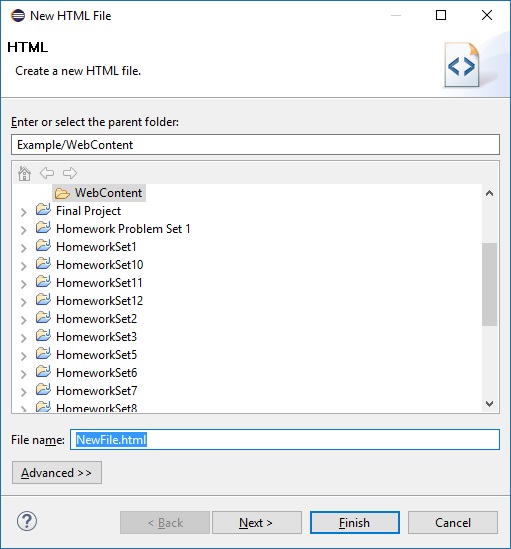 New HTML File
HTML
Create a new HTML file.
Enter or select the parent folder:
Example/WebContent
WebContent
Final Project
Homework Problem Set 1
HomeworkSet1
HomeworkSet10
HomeworkSet11
HomeworkSet12
HomeworkSet2
HomeworkSet3
HomeworkSet5
HomeworkSet6
HomeworkSet7
HomeworkSet8
File name: NewFile.html
Advanced >>
? < Back Next > Finish Cancel